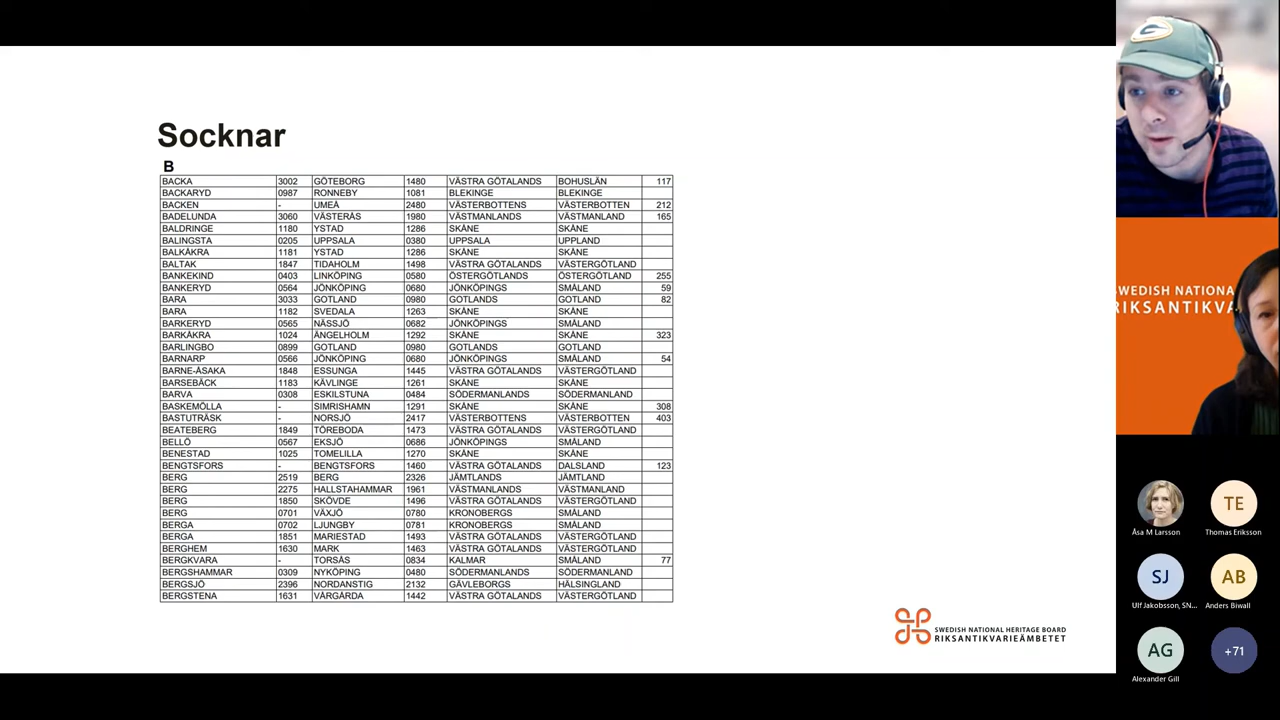 Socknar
B
BACKA 3002 GÖTEBORG 1480 VÄSTRA GÖTALANDS BOHUSLÄN 117
BACKARYD 0987 RONNEBY 1081 BLEKINGE BLEKINGE
BACKEN - UMEÅ 2480 VÄSTERBOTTENS VÄSTERBOTTEN 212
BADELUNDA 3060 VÄSTERÅS 1980 VÄSTMANLANDS VÄSTMANLAND 165
BALDRINGE 1180 YSTAD 1286 SKÅNE SKÅNE
BALINGSTA 0205 UPPSALA 0380 UPPSALA UPPLAND
BALKÅKRA 1181 YSTAD 1286 SKÅNE SKÅNE
BALTAK 1847 TIDAHOLM 1498 VÄSTRA GÖTALANDS VÄSTERGÖTLAND
BANKEKIND 0403 LINKÖPING 0580 ÖSTERGÖTLANDS ÖSTERGÖTLAND 255
BANKERYD 0564 JÖNKÖPING 0680 JÖNKÖPINGS SMÅLAND 59
BARA 3033 GOTLAND 0980 GOTLANDS GOTLAND 82
BARA 1182 SVEDALA 1263 SKÅNE SKÅNE
BARKERYD 0565 NÄSSJÖ 0682 JÖNKÖPINGS SMÅLAND
BARKÅKRA 1024 ÄNGELHOLM 1292 SKÅNE SKÅNE 323
BARLINGBO 0899 GOTLAND 0980 GOTLANDS GOTLAND
BARNARP 0566 JÖNKÖPING 0680 JÖNKÖPINGS SMÅLAND 54
BARNE-ÅSAKA 1848 ESSUNGA 1445 VÄSTRA GÖTALANDS VÄSTERGÖTLAND
BARSEBÄCK 1183 KÄVLINGE 1261 SKÅNE SKÅNE
BARVA 0308 ESKILSTUNA 0484 SÖDERMANLANDS SÖDERMANLAND
BASKEMÖLLA - SIMRISHAMN 1291 SKÅNE SKÅNE 308
BASTUTRÄSK - NORSJÖ 2417 VÄSTERBOTTENS VÄSTERBOTTEN 403
BEATEBERG 1849 TÖREBODA 1473 VÄSTRA GÖTALANDS VÄSTERGÖTLAND
BELLÖ 0567 EKSJÖ 0686 JÖNKÖPINGS SMÅLAND
BENESTAD 1025 TOMELILLA 1270 SKÅNE SKÅNE
BENGTSFORS - BENGTSFORS 1460 VÄSTRA GÖTALANDS DALSLAND 123
BERG 2519 BERG 2326 JÄMTLANDS JÄMTLAND
BERG 2275 HALLSTAHAMMAR 1961 VÄSTMANLANDS VÄSTMANLAND
BERG 1850 SKÖVDE 1496 VÄSTRA GÖTALANDS VÄSTERGÖTLAND
BERG 0701 VÄXJÖ 0780 KRONOBERGS SMÅLAND
BERGA 0702 LJUNGBY 0781 KRONOBERGS SMÅLAND
BERGA 1851 MARIESTAD 1493 VÄSTRA GÖTALANDS VÄSTERGÖTLAND
BERGHEM 1630 MARK 1463 VÄSTRA GÖTALANDS VÄSTERGÖTLAND
BERGKVARA - TORSÅS 0834 KALMAR SMÅLAND 77
BERGSHAMMAR 0309 NYKÖPING 0480 SÖDERMANLANDS SÖDERMANLAND
BERGSJÖ 2396 NORDANSTIG 2132 GÄVLEBORGS HÄLSINGLAND
BERGSTENA 1631 VÅRGÅRDA 1442 VÄSTRA GÖTALANDS VÄSTERGÖTLAND
SWEDISH NATIONAL HERITAGE BOARD
RIKSANTIKVARIEÄMBETET
G
SWEDISH NATIONAL
RIKSANTIKVA
TE
Åsa M Larsson Thomas Eriksson
SJ AB
Ulf Jakobsson, SN... Anders Biwall
AG +71
Alexander Gill